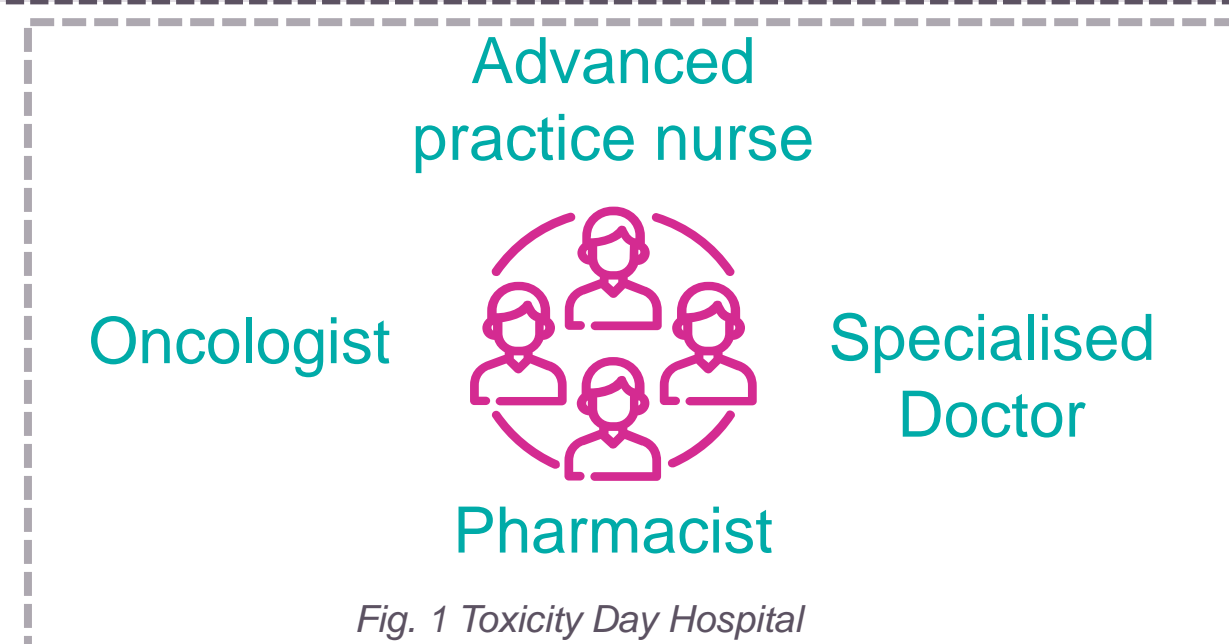 Advanced
practice nurse
Oncologist
Specialised
Doctor
Pharmacist
Fig. 1 Toxicity Day Hospital